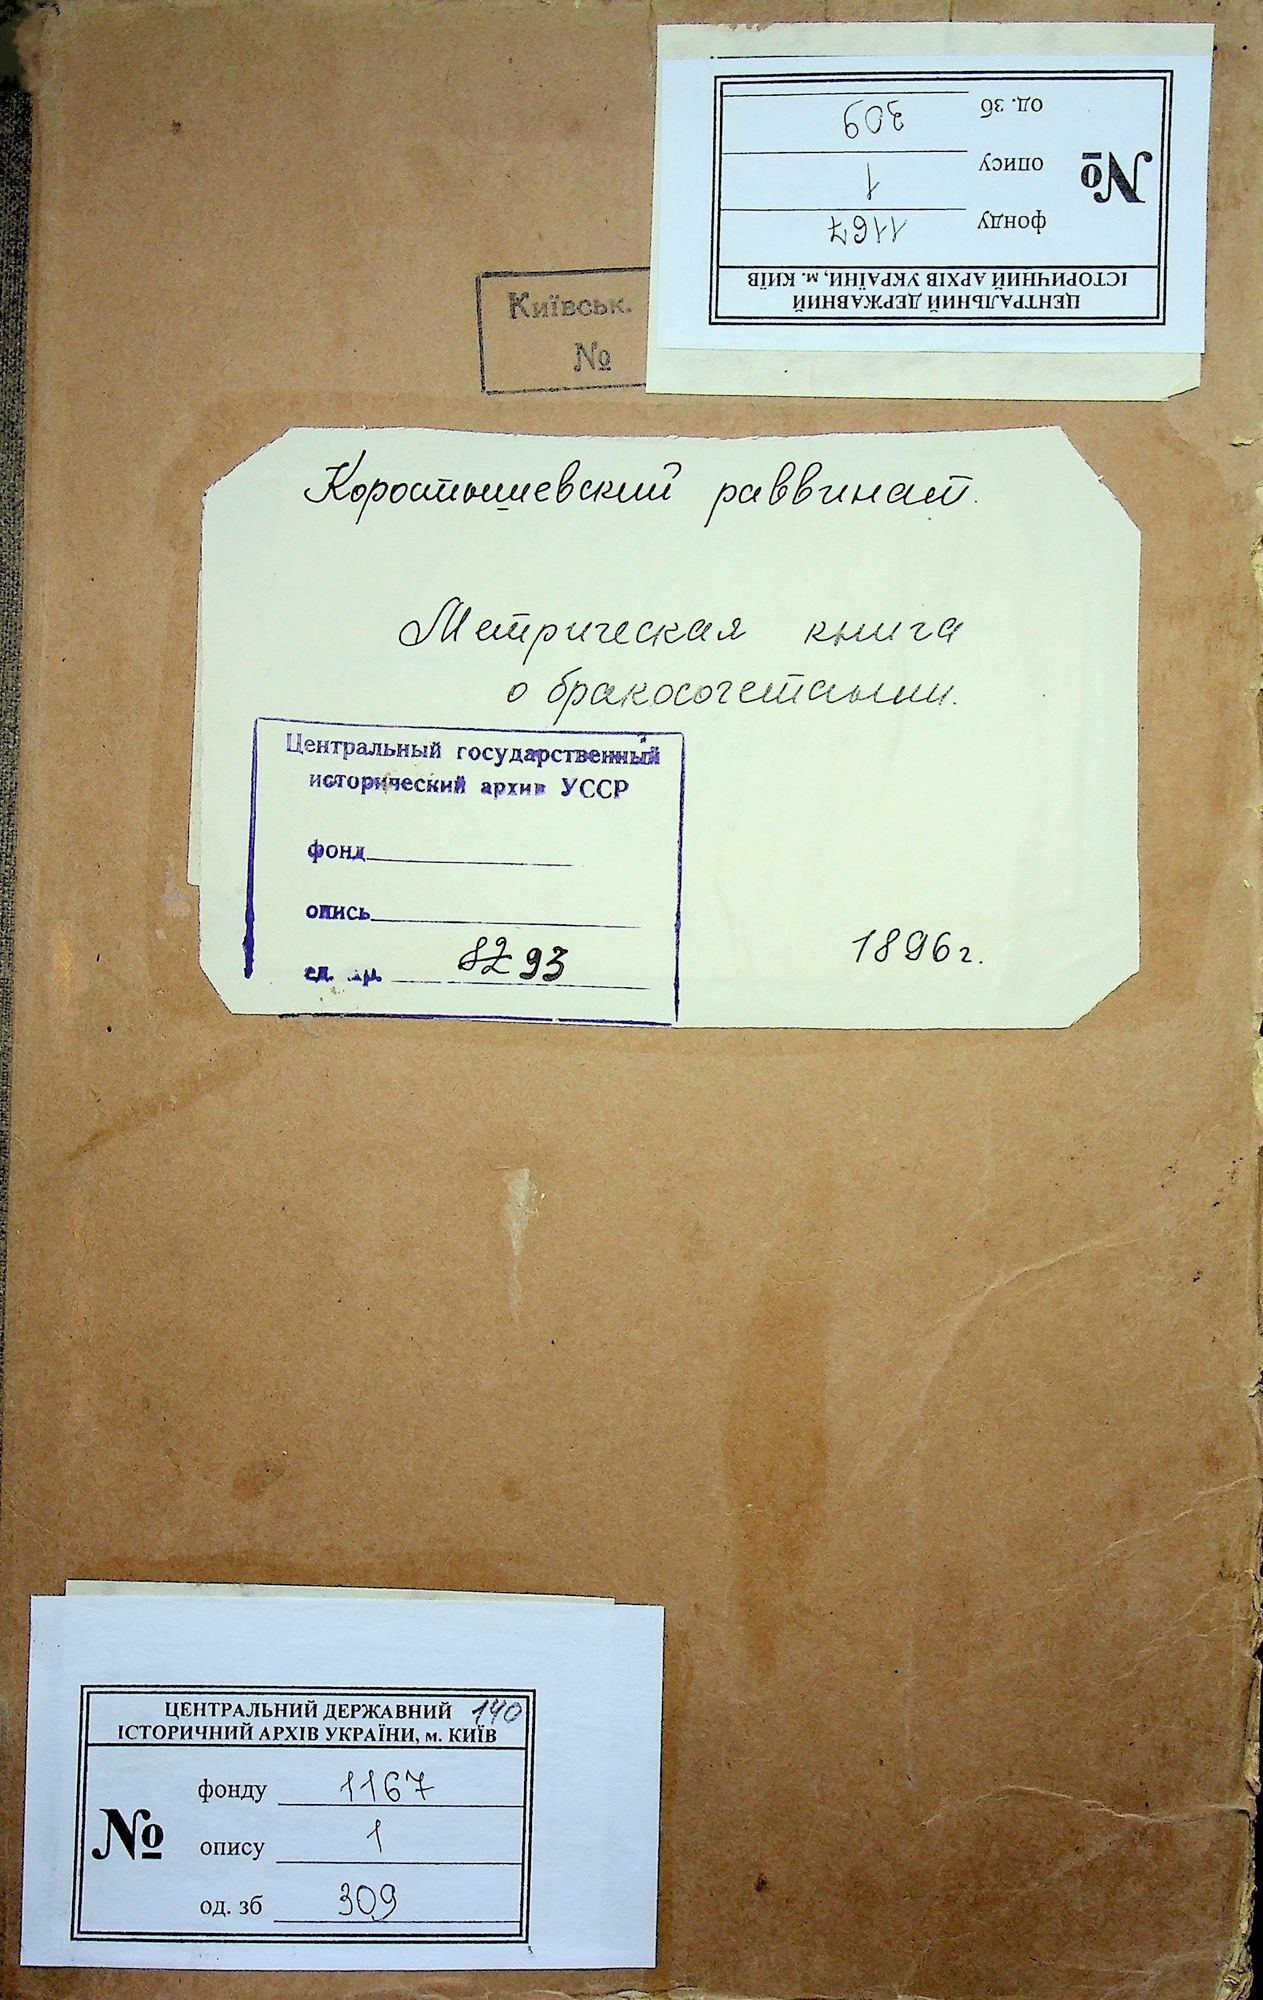 ЦЕНТРАЛЬНИЙ ДЕРЖАВНИЙ
ІСТОРИЧНИЙ АРХІВ УКРАЇНИ, м. КИЇВ
№
фонду 1167
опису 1
од. зб 309
Київськ.
№
Коростышевский раввинат.
Метрическая книга
о бракосочетании.
Центральный государственный
исторический архив УССР
фонд
опись
ед. хр. 8293
1896 г.
ЦЕНТРАЛЬНИЙ ДЕРЖАВНИЙ 140
ІСТОРИЧНИЙ АРХІВ УКРАЇНИ, м. КИЇВ
№
фонду 1167
опису 1
од. зб 309